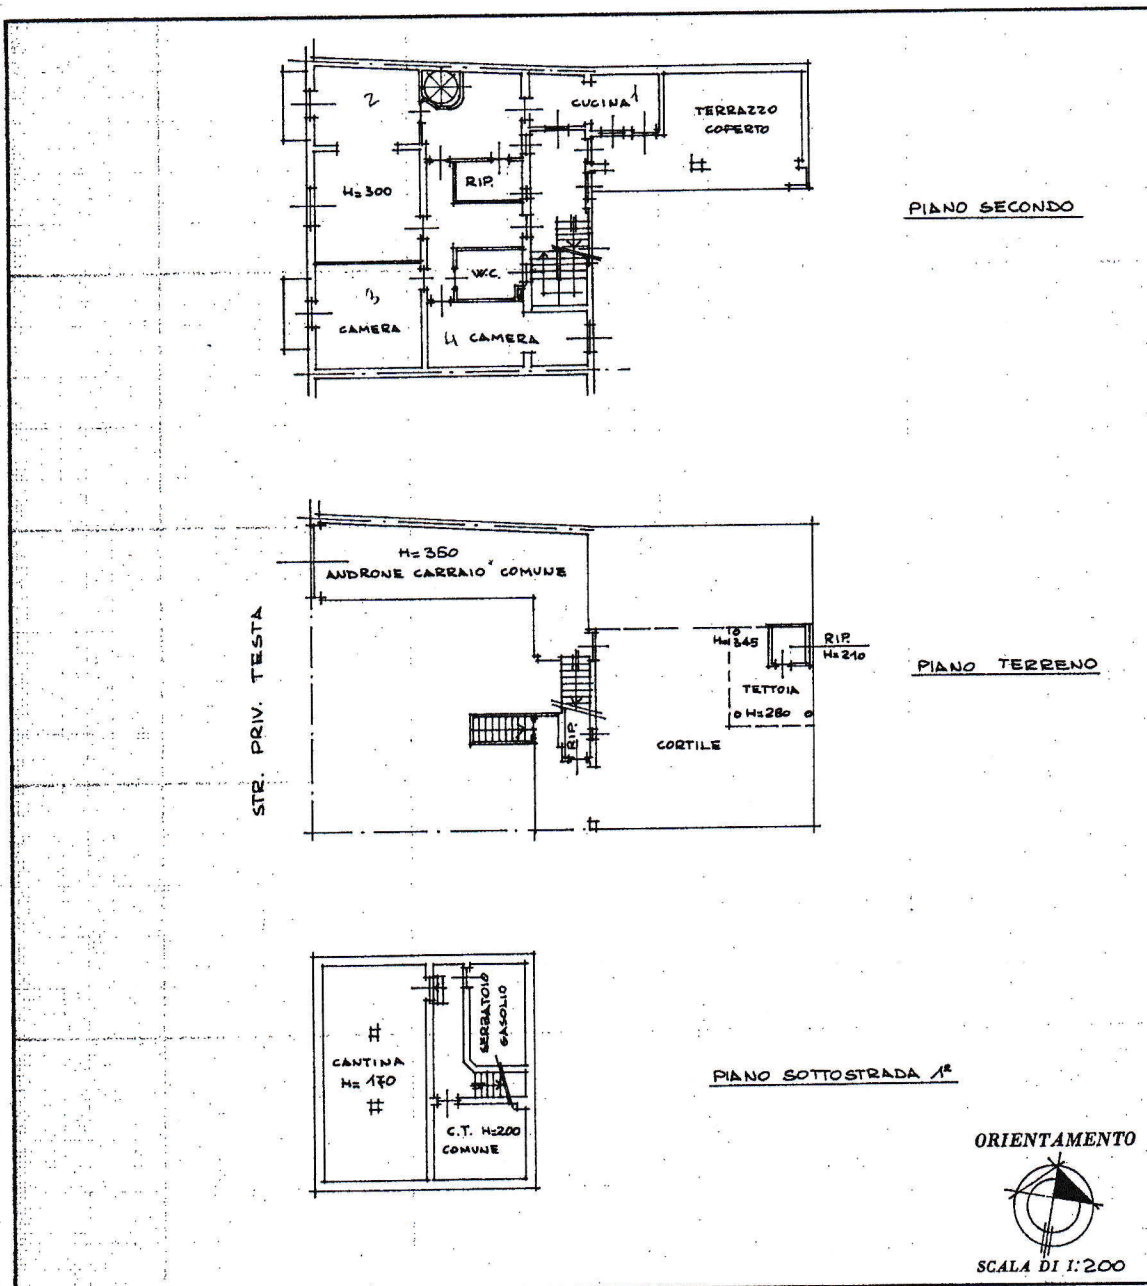 2
CUCINA 1
TERRAZZO
COPERTO
RIP.
H=300
PIANO SECONDO
W.C.
3
CAMERA
4 CAMERA
H=350
ANDRONE CARRAIO COMUNE
STR. PRIV. TESTA
H=345
RIP.
H=210
PIANO TERRENO
TETTOIA
H=280
RIP.
CORTILE
SERBATOIO
GASOLIO
CANTINA
H=170
PIANO SOTTOSTRADA 1º
C.T. H=200
COMUNE
ORIENTAMENTO
SCALA DI 1:200